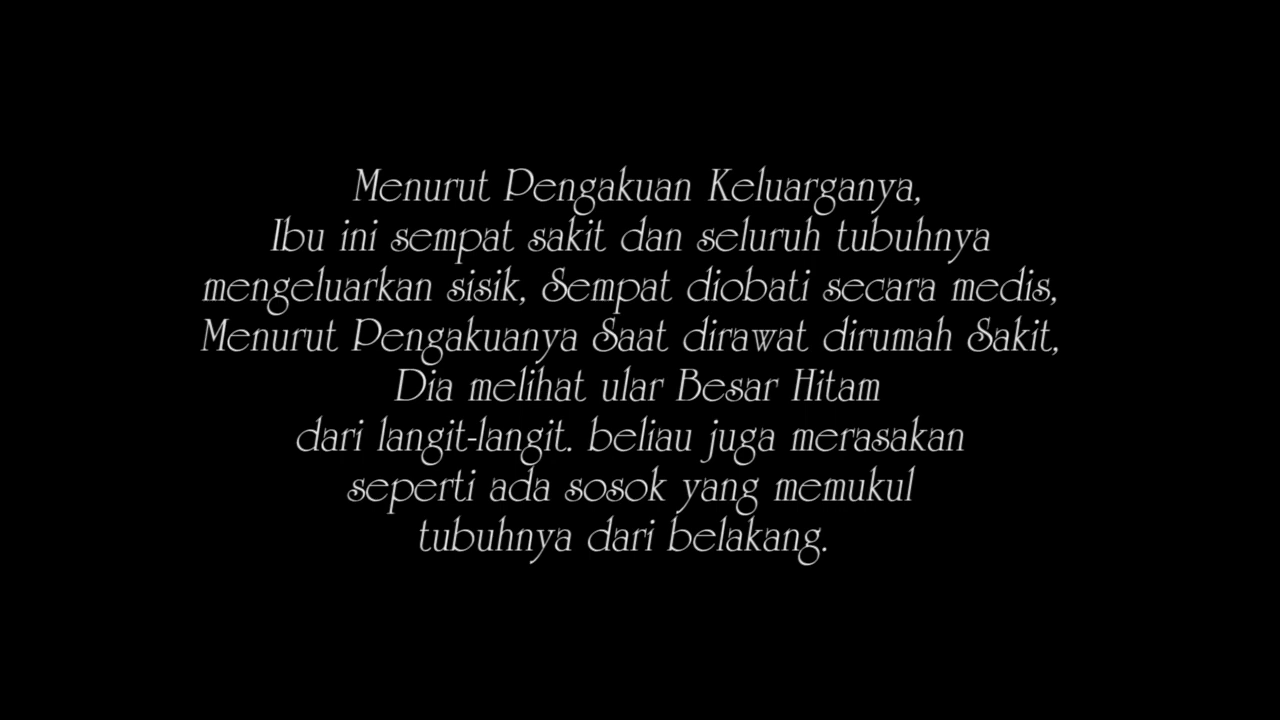 Menurut Pengakuan Keluarganya,
Ibu ini sempat sakit dan seluruh tubuhnya
mengeluarkan sisik, Sempat diobati secara medis,
Menurut Pengakuanya Saat dirawat dirumah Sakit,
Dia melihat ular Besar Hitam
dari langit-langit. beliau juga merasakan
seperti ada sosok yang memukul
tubuhnya dari belakang.